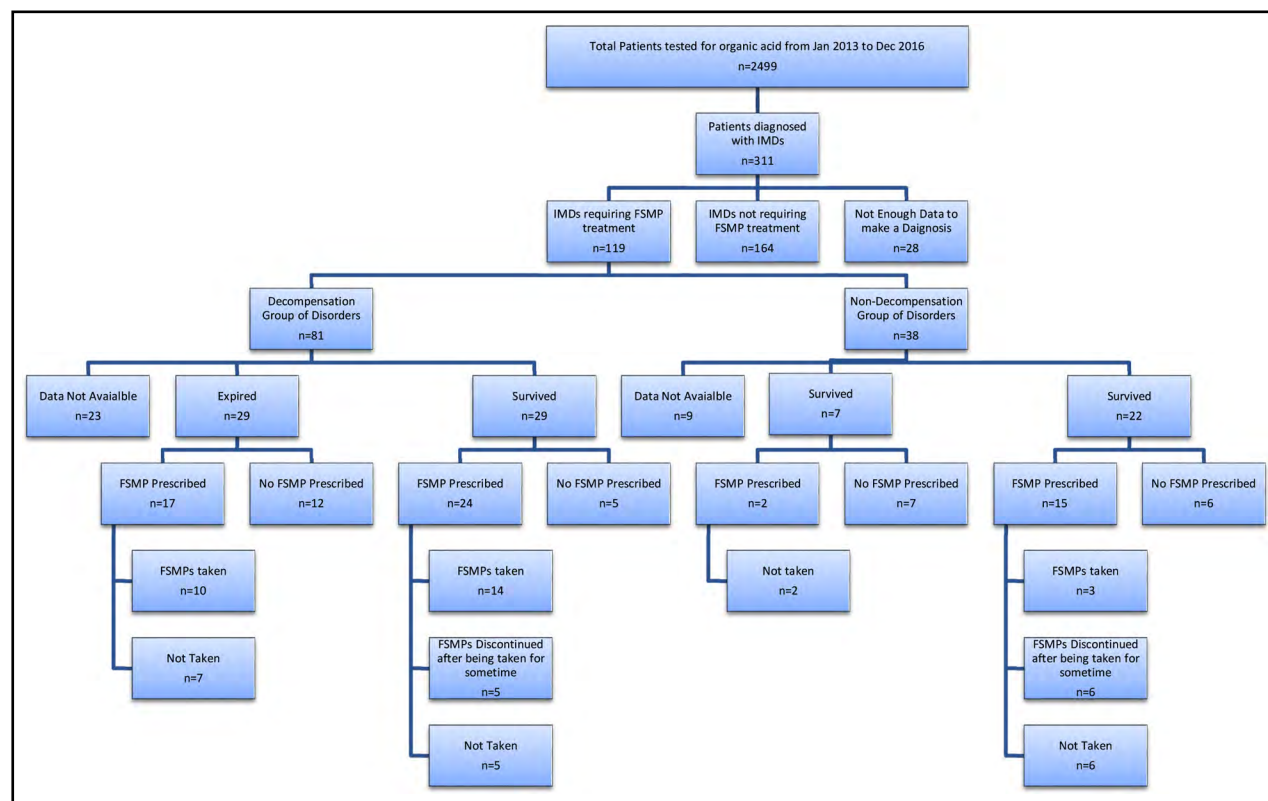 Total Patients tested for organic acid from Jan 2013 to Dec 2016
n=2499
Patients diagnosed
with IMDs
n=311
IMDs requiring FSMP
treatment
n=119
IMDs not requiring
FSMP treatment
n=164
Not Enough Data to
make a Daignosis
n=28
Decompensation
Group of Disorders
n=81
Non-Decompensation
Group of Disorders
n=38
Data Not Avaialble
n=23
Expired
n=29
Survived
n=29
Data Not Avaialble
n=9
Survived
n=7
Survived
n=22
FSMP Prescribed
n=17
No FSMP Prescribed
n=12
FSMP Prescribed
n=24
No FSMP Prescribed
n=5
FSMP Prescribed
n=2
No FSMP Prescribed
n=7
FSMP Prescribed
n=15
No FSMP Prescribed
n=6
FSMPs taken
n=10
Not Taken
n=7
FSMPs taken
n=14
FSMPs Discontinued
after being taken for
sometime
n=5
Not Taken
n=5
Not taken
n=2
FSMPs taken
n=3
FSMPs Discontinued
after being taken for
sometime
n=6
Not Taken
n=6